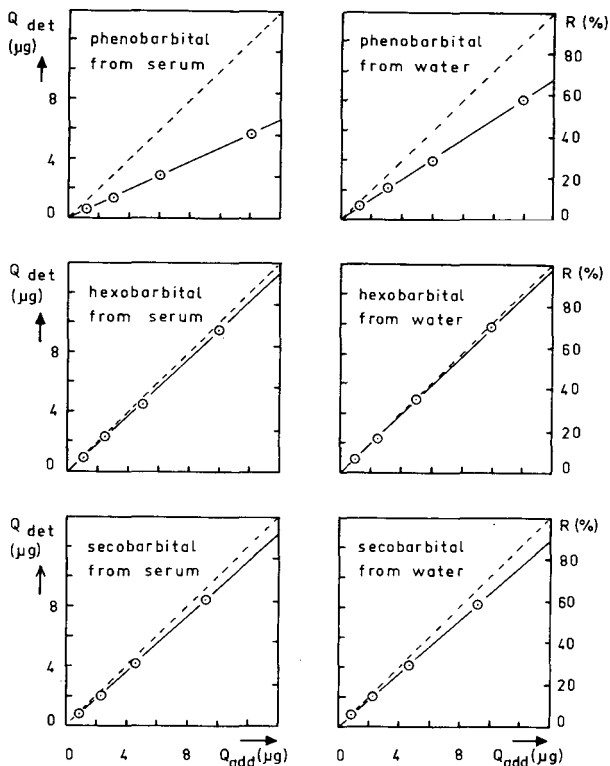 Q det
(µg)
8
4
0
phenobarbital
from serum
phenobarbital
from water
R (%)
80
60
40
20
0
Q det
(µg)
8
4
0
hexobarbital
from serum
hexobarbital
from water
R (%)
80
60
40
20
0
Q det
(µg)
8
4
0
secobarbital
from serum
secobarbital
from water
R (%)
80
60
40
20
0
0 4 8
Q add (µg)
0 4 8
Q add (µg)